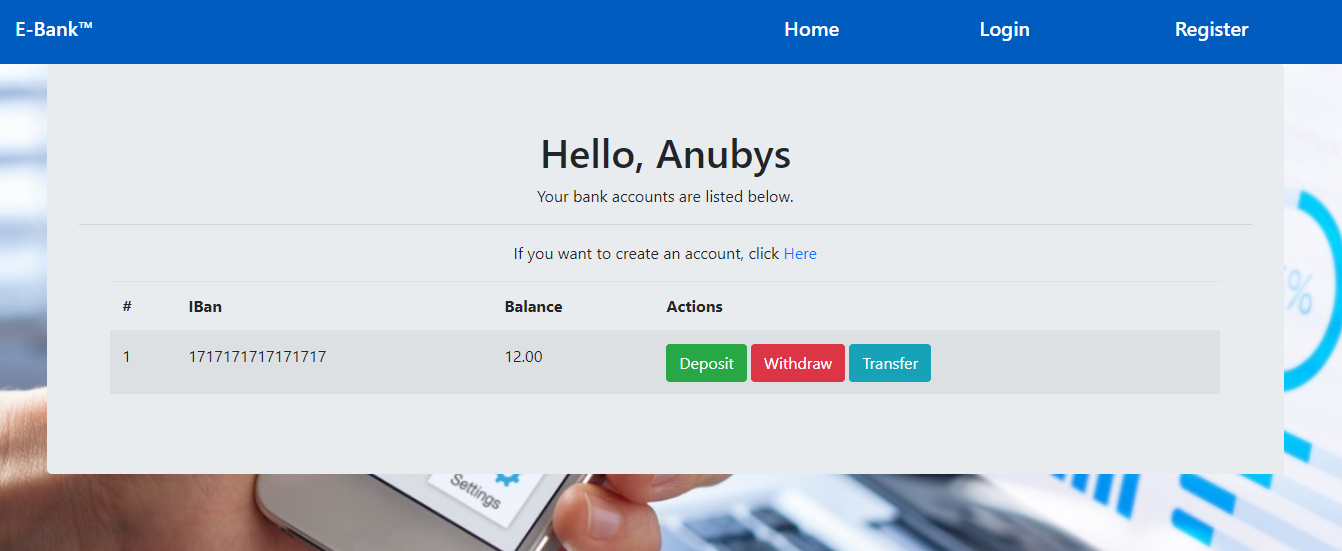 E-Bank™ Home Login Register
Hello, Anubys
Your bank accounts are listed below.
If you want to create an account, click Here
# IBan Balance Actions
1 1717171717171717 12.00 Deposit Withdraw Transfer
%
Settings